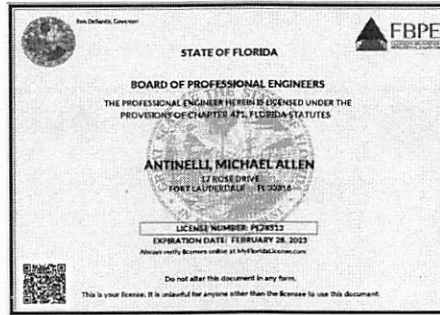 Ron DeSantis, Governor
FBPE
STATE OF FLORIDA
BOARD OF PROFESSIONAL ENGINEERS
THE PROFESSIONAL ENGINEER HEREIN IS LICENSED UNDER THE
PROVISIONS OF CHAPTER 471, FLORIDA STATUTES
ANTINELLI, MICHAEL ALLEN
17 ROSE DRIVE
FORT LAUDERDALE FL 33316
LICENSE NUMBER:
EXPIRATION DATE: FEBRUARY 28, 2023
Always verify licenses online at MyFloridaLicense.com
Do not alter this document in any form.
This is your license. It is unlawful for anyone other than the licensee to use this document.